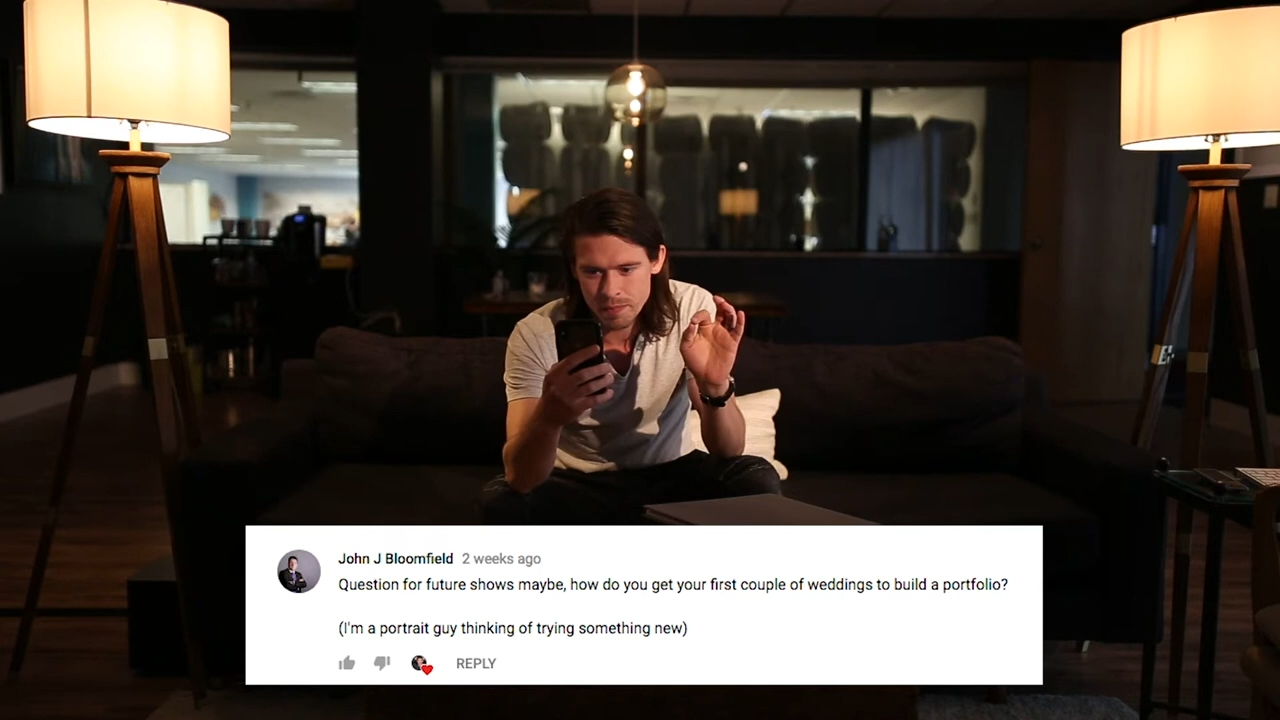 John J Bloomfield 2 weeks ago
Question for future shows maybe, how do you get your first couple of weddings to build a portfolio?
(I'm a portrait guy thinking of trying something new)
REPLY